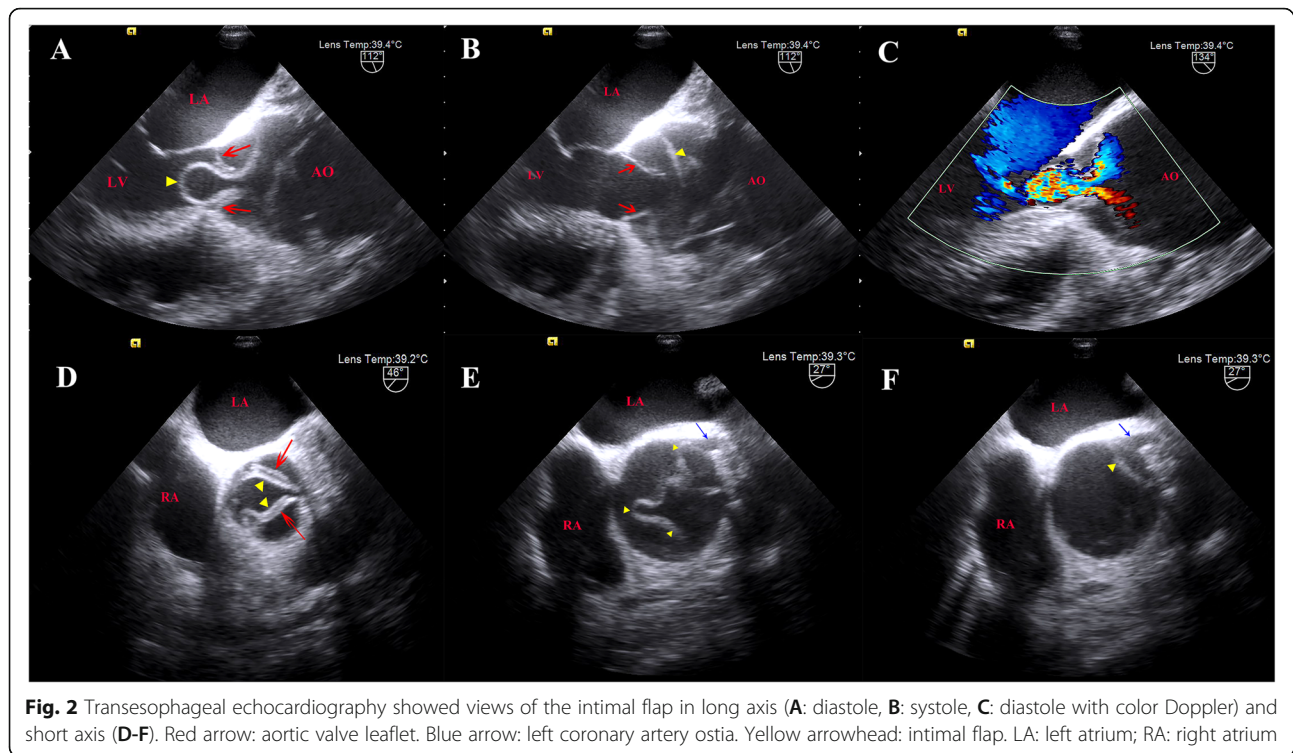 A
Lens Temp:39.4°C
112°
LA
LV
AO
B
Lens Temp:39.4°C
112°
LA
LV
AO
C
Lens Temp:39.4°C
134°
LV
AO
D
Lens Temp:39.2°C
46°
LA
RA
E
Lens Temp:39.3°C
27°
LA
RA
F
Lens Temp:39.3°C
27°
LA
RA
Fig. 2 Transesophageal echocardiography showed views of the intimal flap in long axis (A: diastole, B: systole, C: diastole with color Doppler) and
short axis (D-F). Red arrow: aortic valve leaflet. Blue arrow: left coronary artery ostia. Yellow arrowhead: intimal flap. LA: left atrium; RA: right atrium